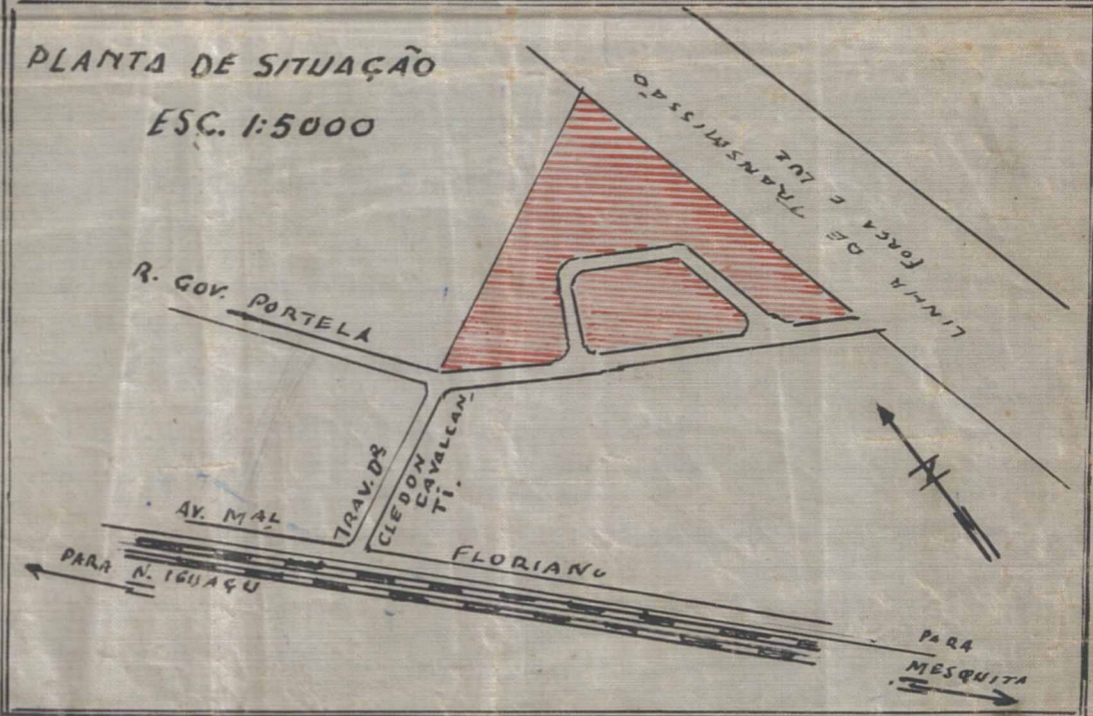 PLANTA DE SITUAÇÃO
ESC. 1:5000
LINHA DE TRANSMISSÃO
FORCA E LUZ
R. GOV. PORTELA
TRAV. DR
CLEDON
CAVALCAN
TI.
AV. MAL
FLORIANO
PARA N. IGUAÇU
PARA
MESQUITA
N